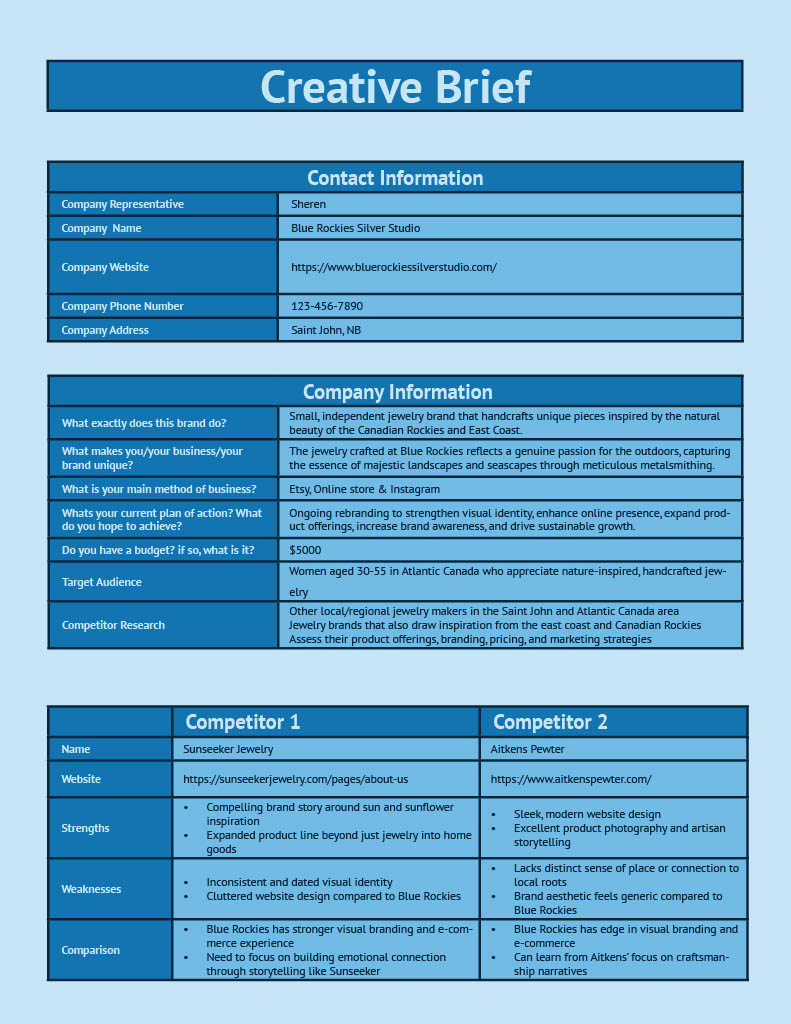 Creative Brief
Contact Information
Company Representative
Sheren
Company Name
Blue Rockies Silver Studio
Company Website
https://www.bluerockiessilverstudio.com/
Company Phone Number
123-456-7890
Company Address
Saint John, NB
Company Information
What exactly does this brand do?
Small, independent jewelry brand that handcrafts unique pieces inspired by the natural
beauty of the Canadian Rockies and East Coast.
What makes you/your business/your
brand unique?
The jewelry crafted at Blue Rockies reflects a genuine passion for the outdoors, capturing
the essence of majestic landscapes and seascapes through meticulous metalsmithing.
What is your main method of business?
Etsy, Online store & Instagram
Whats your current plan of action? What
do you hope to achieve?
Ongoing rebranding to strengthen visual identity, enhance online presence, expand prod-
uct offerings, increase brand awareness, and drive sustainable growth.
Do you have a budget? if so, what is it?
$5000
Target Audience
Women aged 30-55 in Atlantic Canada who appreciate nature-inspired, handcrafted jew-
elry
Competitor Research
Other local/regional jewelry makers in the Saint John and Atlantic Canada area
Jewelry brands that also draw inspiration from the east coast and Canadian Rockies
Assess their product offerings, branding, pricing, and marketing strategies
Competitor 1
Competitor 2
Name
Sunseeker Jewelry
Aitkens Pewter
Website
https://sunseekerjewelry.com/pages/about-us
https://www.aitkenspewter.com/
Strengths
• Compelling brand story around sun and sunflower
inspiration
• Expanded product line beyond just jewelry into home
goods
• Sleek, modern website design
• Excellent product photography and artisan
storytelling
Weaknesses
• Inconsistent and dated visual identity
• Cluttered website design compared to Blue Rockies
• Lacks distinct sense of place or connection to
local roots
• Brand aesthetic feels generic compared to
Blue Rockies
Comparison
• Blue Rockies has stronger visual branding and e-com-
merce experience
• Need to focus on building emotional connection
through storytelling like Sunseeker
• Blue Rockies has edge in visual branding and
e-commerce
• Can learn from Aitkens' focus on craftsman-
ship narratives